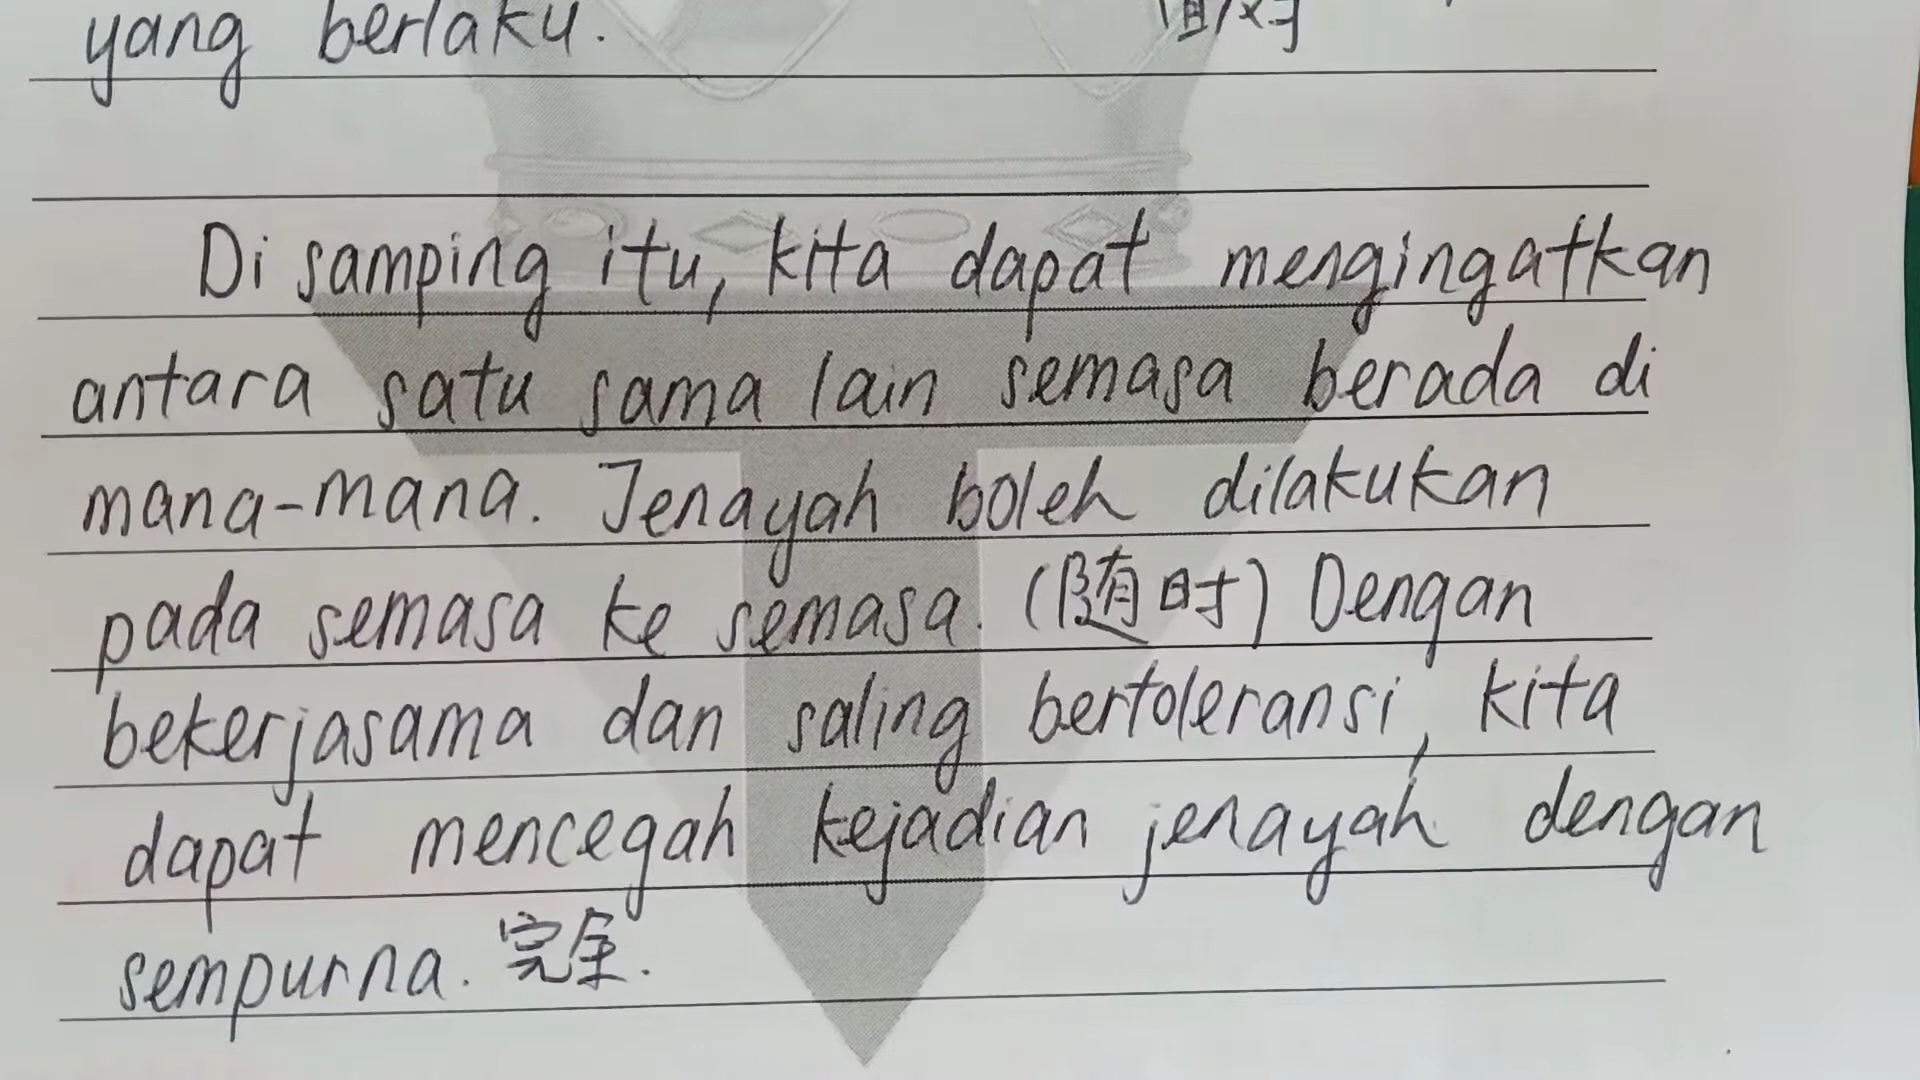 yang berlaku.
Di samping itu, kita dapat mengingatkan
antara satu sama lain semasa berada di
mana-mana. Jenayah boleh dilakukan
pada semasa ke semasa. (随时) Dengan
bekerjasama dan saling bertoleransi, kita
dapat mencegah kejadian jenayah dengan
sempurna. 完全.